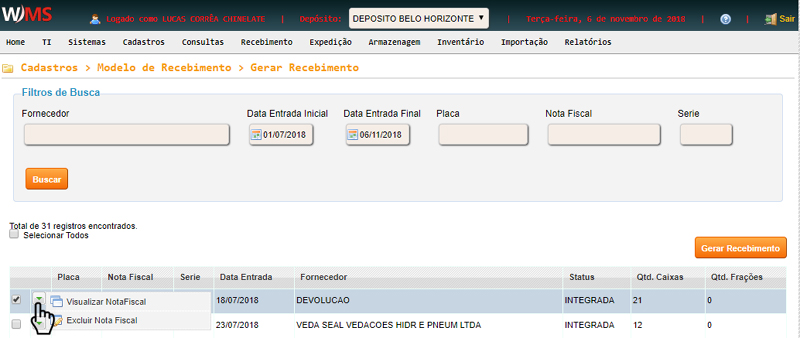 WMS
Logado como LUCAS CORRÊA CHINELATE | Depósito: DEPOSITO BELO HORIZONTE | Terça-feira, 6 de novembro de 2018 | | Sair
Home TI Sistemas Cadastros Consultas Recebimento Expedição Armazenagem Inventário Importação Relatórios
Cadastros > Modelo de Recebimento > Gerar Recebimento
Filtros de Busca
Fornecedor Data Entrada Inicial Data Entrada Final Placa Nota Fiscal Serie
01/07/2018 06/11/2018
Buscar
Total de 31 registros encontrados.
Selecionar Todos
Gerar Recebimento
Placa Nota Fiscal Serie Data Entrada Fornecedor Status Qtd. Caixas Qtd. Frações
Visualizar NotaFiscal 18/07/2018 DEVOLUCAO INTEGRADA 21 0
Excluir Nota Fiscal 23/07/2018 VEDA SEAL VEDACOES HIDR E PNEUM LTDA INTEGRADA 12 0